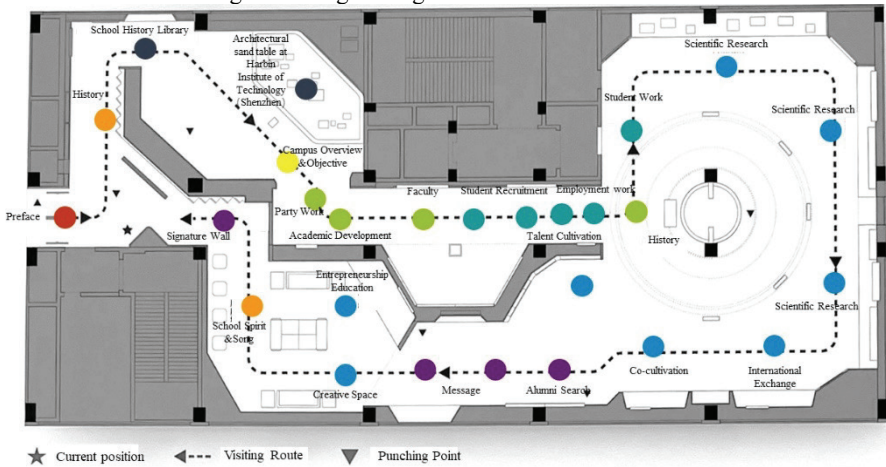 School History Library
Architectural
sand table at
Harbin
Institute of
Technology
(Shenzhen)
Scientific Research
History
Student Work
Scientific Research
Campus Overview
&Objective
Preface
Party Work
Faculty
Student Recruitment
Employment work
Signature Wall
Academic Development
Talent Cultivation
History
Entrepreneurship
Education
Scientific Research
School Spirit
&Song
Creative Space
Message
Alumni Search
Co-cultivation
International
Exchange
Current position
Visiting Route
Punching Point